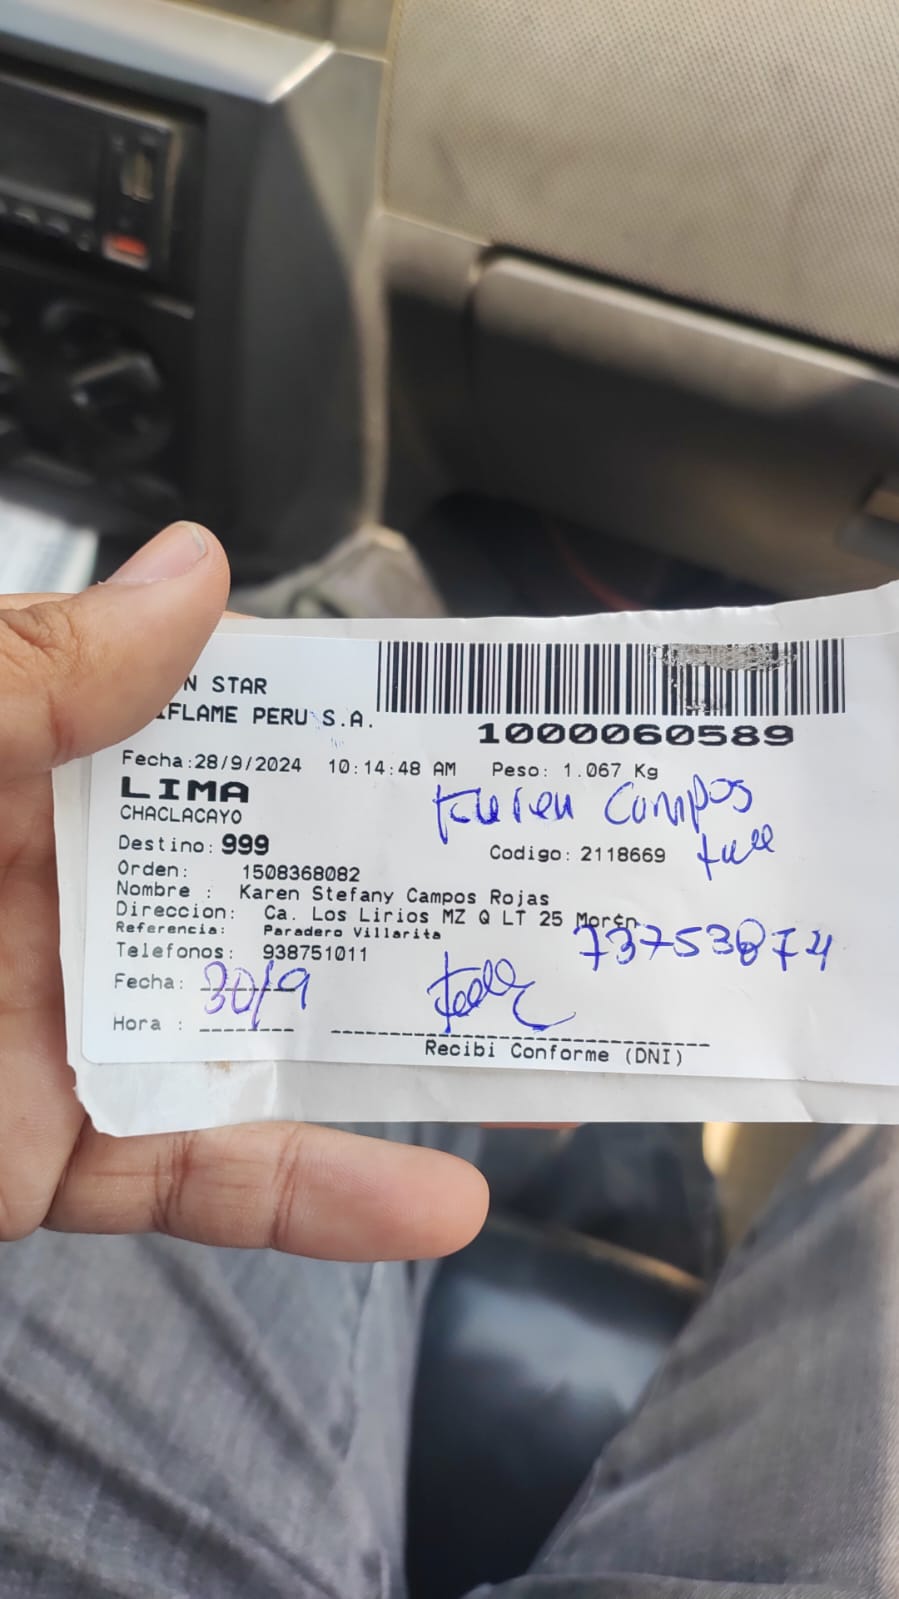 N STAR
IFLAME PERU S.A.
1000060589
Fecha:28/9/2024 10:14:48 AM Peso: 1.067 Kg
LIMA
CHACLACAYO
Karen Campos
Destino: 999
Codigo: 2118669
Orden: 1508368082
Nombre : Karen Stefany Campos Rojas
Direccion: Ca. Los Lirios MZ Q LT 25 Morón
Referencia: Paradero Villarita
Telefonos: 938751011
Fecha: 30/9
Hora : _______
Recibi Conforme (DNI)